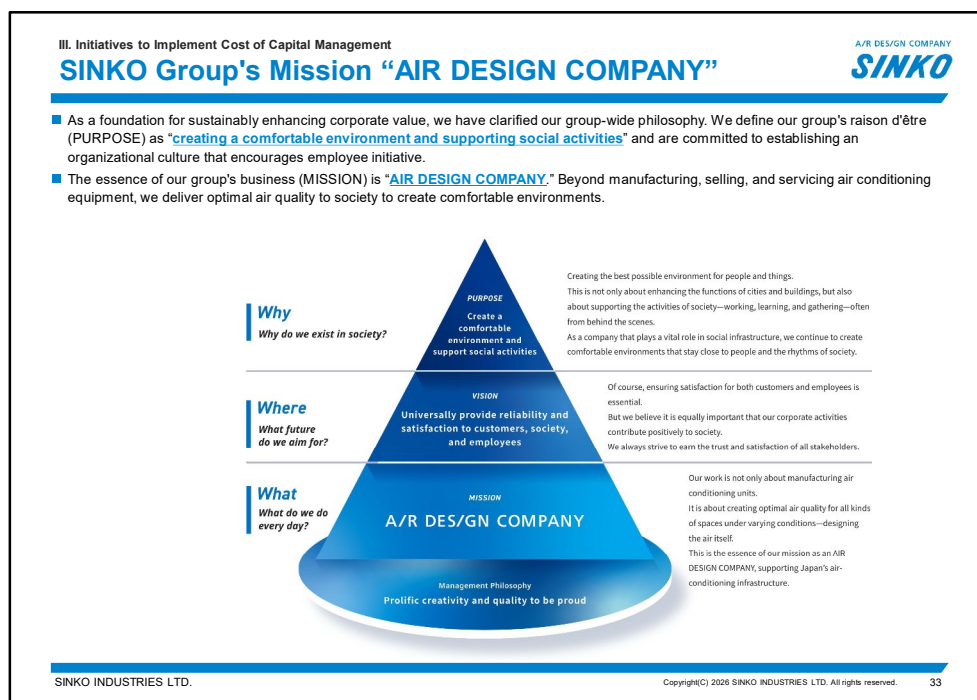 III. Initiatives to Implement Cost of Capital Management
SINKO Group's Mission “AIR DESIGN COMPANY”
A/R DES/GN COMPANY
SINKO
As a foundation for sustainably enhancing corporate value, we have clarified our group-wide philosophy. We define our group's raison d'être
(PURPOSE) as “creating a comfortable environment and supporting social activities” and are committed to establishing an
organizational culture that encourages employee initiative.
The essence of our group's business (MISSION) is “AIR DESIGN COMPANY.” Beyond manufacturing, selling, and servicing air conditioning
equipment, we deliver optimal air quality to society to create comfortable environments.
Why
Why do we exist in society?
PURPOSE
Create a
comfortable
environment and
support social activities
Creating the best possible environment for people and things.
This is not only about enhancing the functions of cities and buildings, but also
about supporting the activities of society—working, learning, and gathering—often
from behind the scenes.
As a company that plays a vital role in social infrastructure, we continue to create
comfortable environments that stay close to people and the rhythms of society.
Where
What future
do we aim for?
VISION
Universally provide reliability and
satisfaction to customers, society,
and employees
Of course, ensuring satisfaction for both customers and employees is
essential.
But we believe it is equally important that our corporate activities
contribute positively to society.
We always strive to earn the trust and satisfaction of all stakeholders.
What
What do we do
every day?
MISSION
A/R DES/GN COMPANY
Our work is not only about manufacturing air
conditioning units.
It is about creating optimal air quality for all kinds
of spaces under varying conditions—designing
the air itself.
This is the essence of our mission as an AIR
DESIGN COMPANY, supporting Japan's air-
conditioning infrastructure.
Management Philosophy
Prolific creativity and quality to be proud
SINKO INDUSTRIES LTD.
Copyright(C) 2026 SINKO INDUSTRIES LTD. All rights reserved.
33